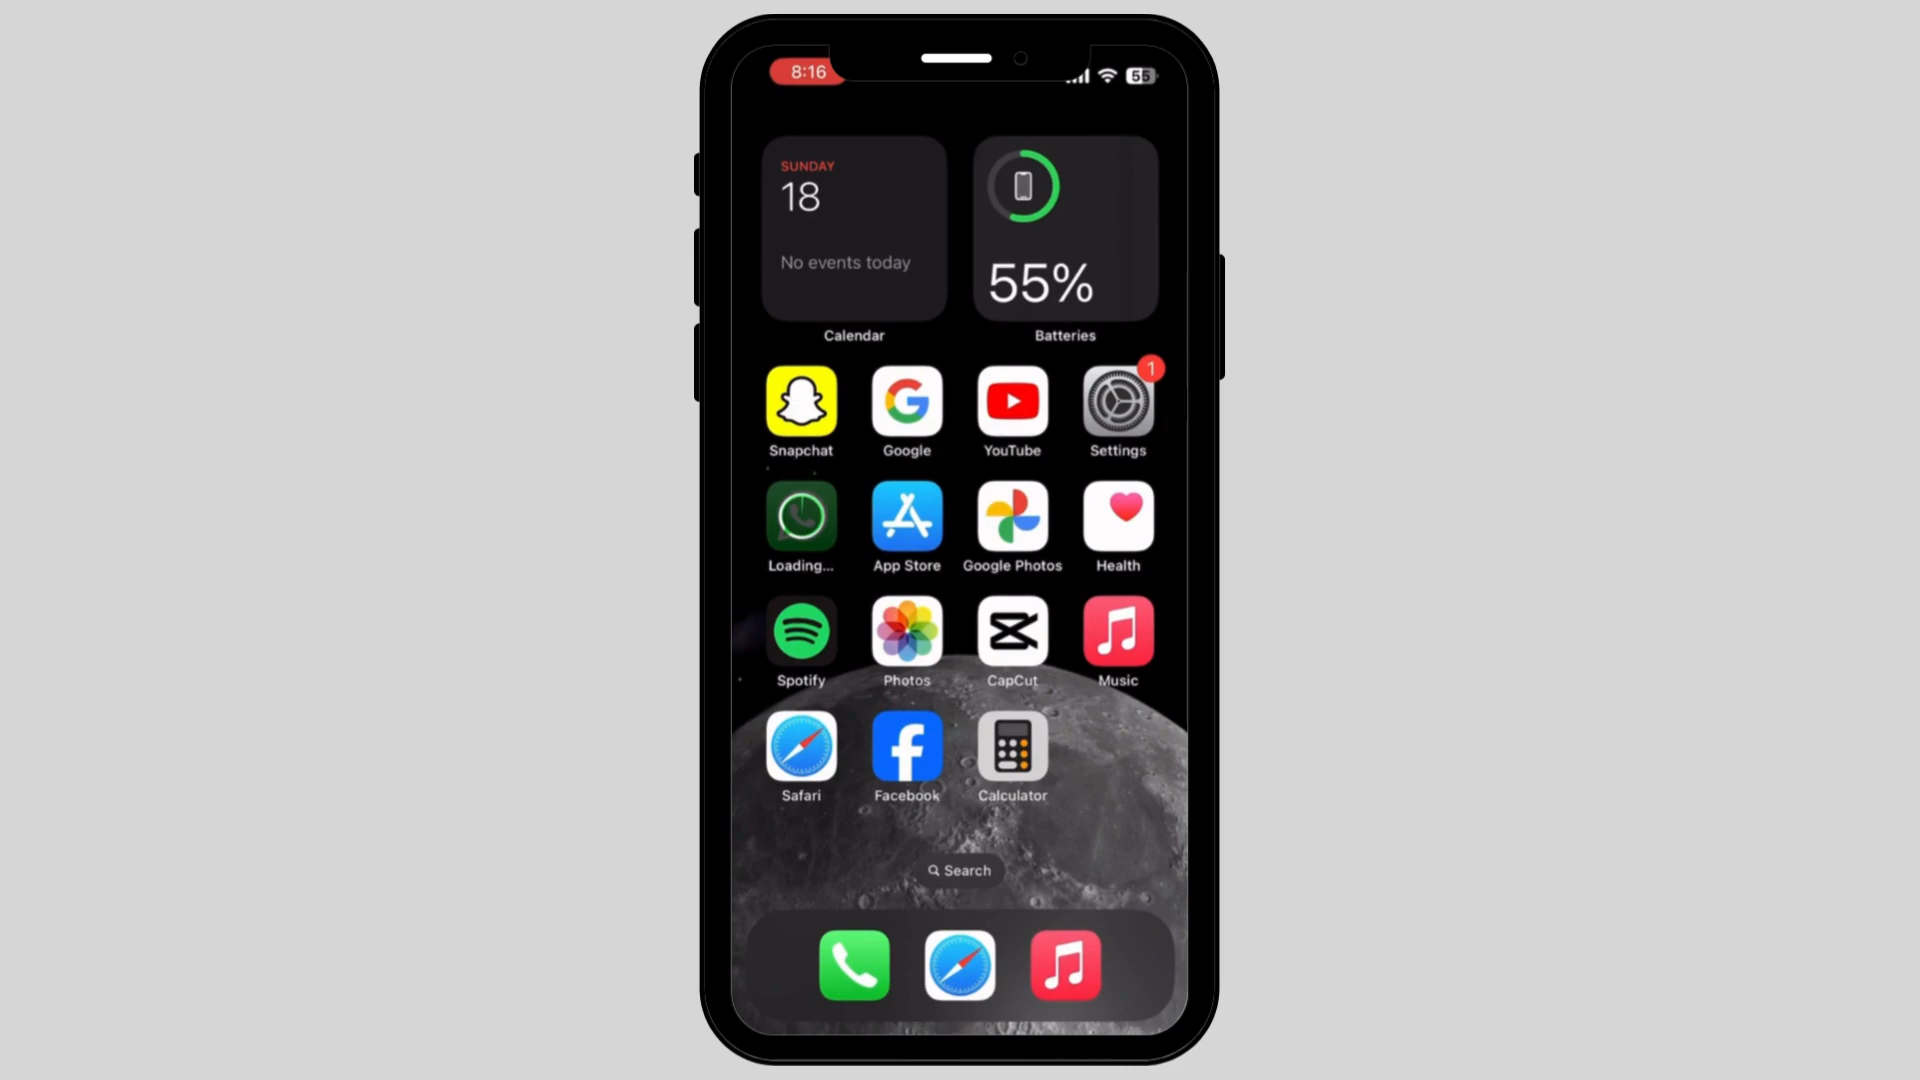 8:16
55
SUNDAY
18
No events today
55%
Calendar
Batteries
1
Snapchat
Google
YouTube
Settings
Loading...
App Store
Google Photos
Health
Spotify
Photos
CapCut
Music
Safari
Facebook
Calculator
Search